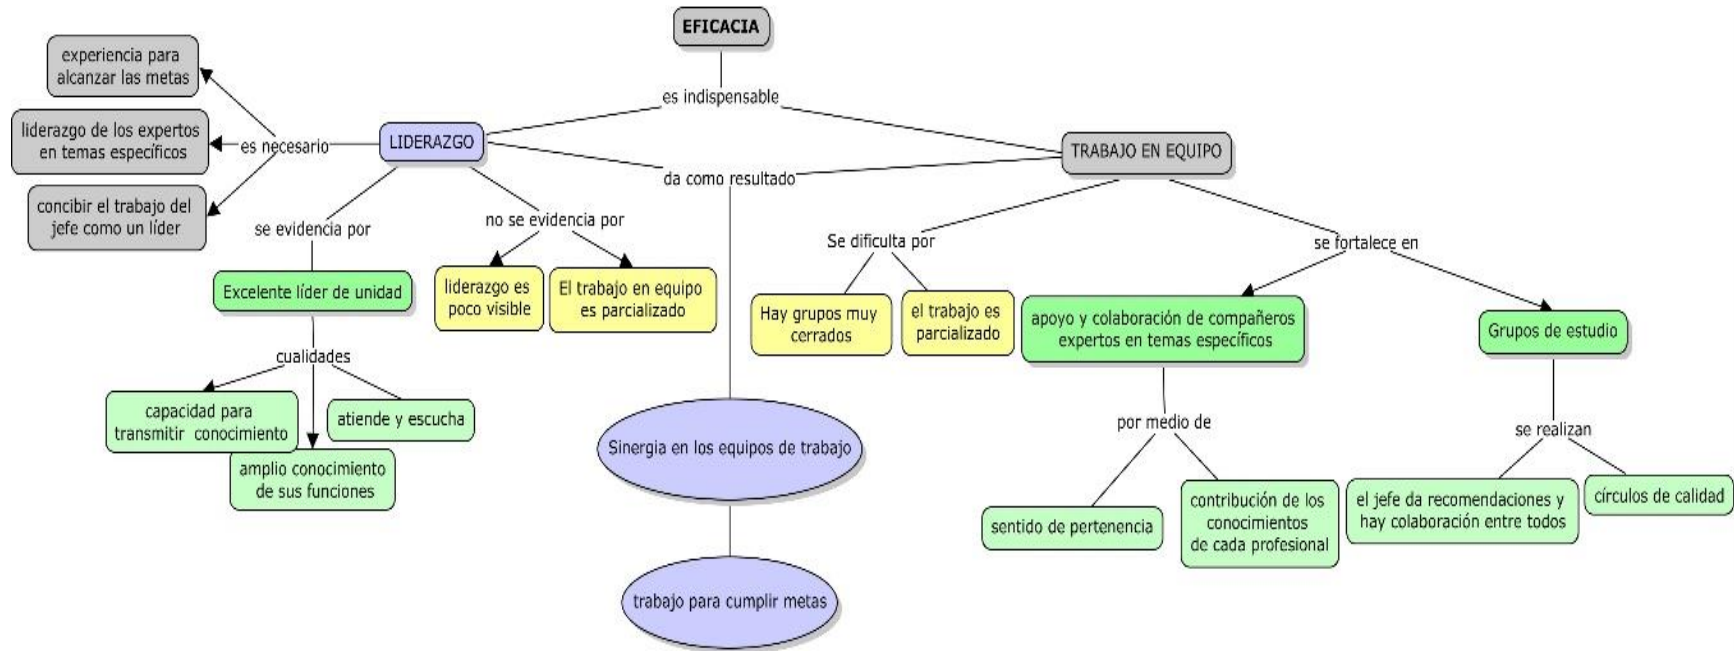 EFICACIA
es indispensable
experiencia para
alcanzar las metas
liderazgo de los expertos
en temas específicos
concibir el trabajo del
jefe como un líder
es necesario
LIDERAZGO
TRABAJO EN EQUIPO
da como resultado
se evidencia por
no se evidencia por
Excelente líder de unidad
liderazgo es
poco visible
El trabajo en equipo
es parcializado
cualidades
capacidad para
transmitir conocimiento
atiende y escucha
amplio conocimiento
de sus funciones
Sinergia en los equipos de trabajo
trabajo para cumplir metas
Se dificulta por
Hay grupos muy
cerrados
el trabajo es
parcializado
se fortalece en
apoyo y colaboración de compañeros
expertos en temas específicos
Grupos de estudio
por medio de
sentido de pertenencia
contribución de los
conocimientos
de cada profesional
se realizan
el jefe da recomendaciones y
hay colaboración entre todos
círculos de calidad